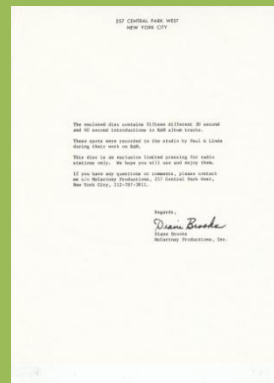 257 CENTRAL PARK WEST
NEW YORK CITY
The enclosed disc contains fifteen different 30 second
and 60 second introductions to RAM album tracks.
These spots were recorded in the studio by Paul & Linda
during their work on RAM.
This disc is an exclusive limited pressing for radio
stations only. We hope you will use and enjoy them.
If you have any questions or comments, please contact
me c/o McCartney Productions, 257 Central Park West,
New York City, 212-787-3811.
Regards,
Diane Brooks
Diane Brooks
McCartney Productions, Inc.